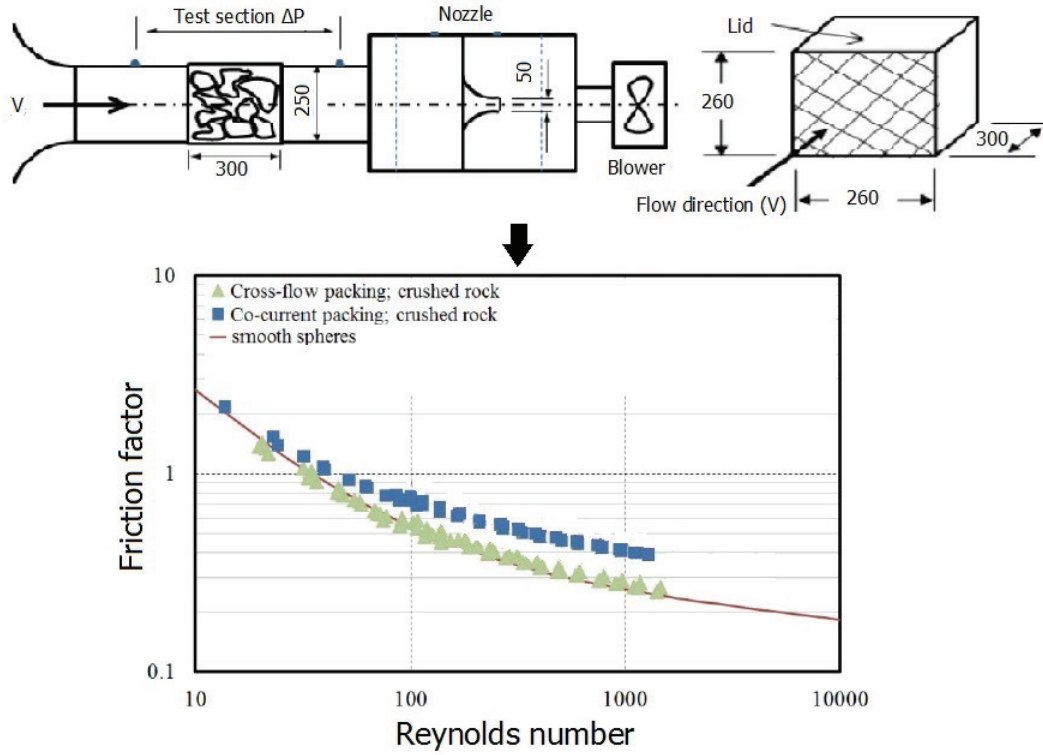 Test section ΔP
Nozzle
Lid
V
250
50
260
300
300
Blower
Flow direction (V)
260
10
Cross-flow packing; crushed rock
Co-current packing; crushed rock
smooth spheres
1
0.1
Friction factor
10
100
1000
10000
Reynolds number